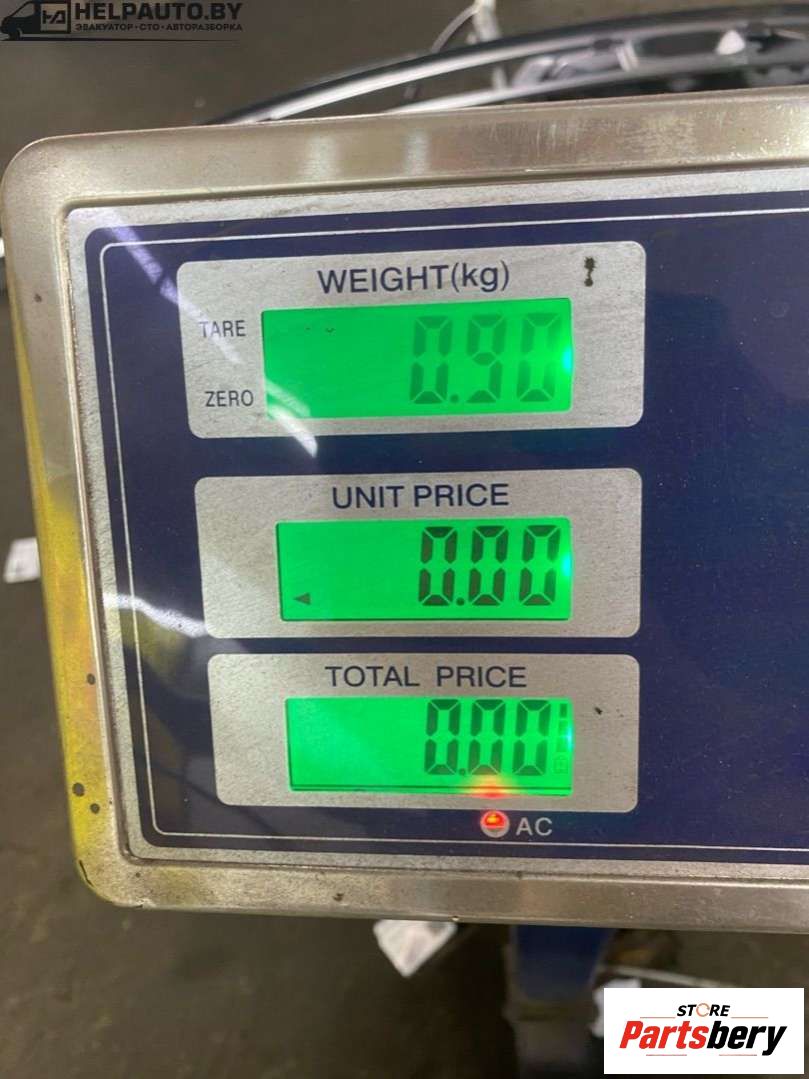 HELPAUTO.BY
ЭВАКУАТОР • СТО • АВТОРАЗБОРКА
WEIGHT(kg)
TARE
0.90
ZERO
UNIT PRICE
0.00
TOTAL PRICE
0.00
AC
STORE
Partsbery